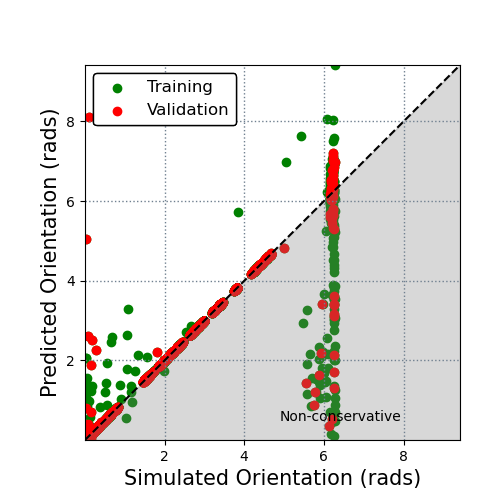 Training
Validation
Predicted Orientation (rads)
8
6
4
2
Non-conservative
2
4
6
8
Simulated Orientation (rads)